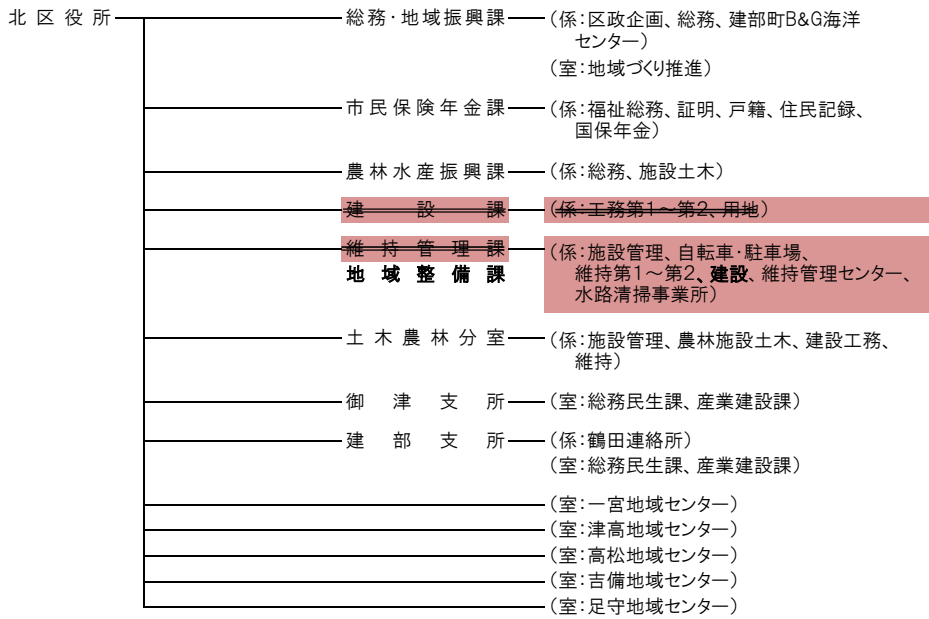 北区役所 総務・地域振興課 （係：区政企画、総務、建部町B&G海洋
センター）
（室：地域づくり推進）
市民保険年金課 （係：福祉総務、証明、戸籍、住民記録、
国保年金）
農林水産振興課 （係：総務、施設土木）
建設課 （係：工務第1～第2、用地）
維持管理課 （係：施設管理、自転車・駐車場、
地域整備課 維持第1～第2、建設、維持管理センター、
水路清掃事業所）
土木農林分室 （係：施設管理、農林施設土木、建設工務、
維持）
御津支所 （室：総務民生課、産業建設課）
建部支所 （係：鶴田連絡所）
（室：総務民生課、産業建設課）
（室：一宮地域センター）
（室：津高地域センター）
（室：高松地域センター）
（室：吉備地域センター）
（室：足守地域センター）